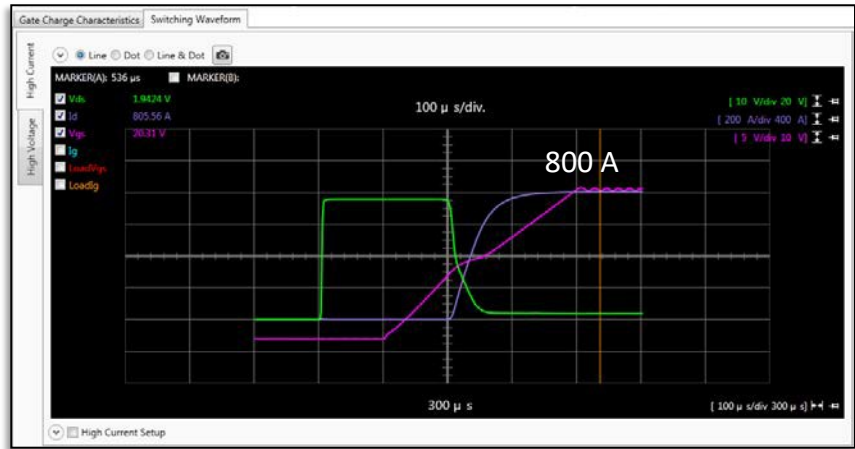 Gate Charge Characteristics Switching Waveform
High Current
High Voltage
Line Dot Line & Dot
MARKER(A): 536 µs MARKER(B):
Vds 1.9424 V
Id 805.56 A
Vgs 20.31 V
Ig
LoadVgs
LoadIg
100 µ s/div.
[ 10 V/div 20 V]
[ 200 A/div 400 A]
[ 5 V/div 10 V]
800 A
300 µ s
[ 100 µ s/div 300 µ s]
High Current Setup